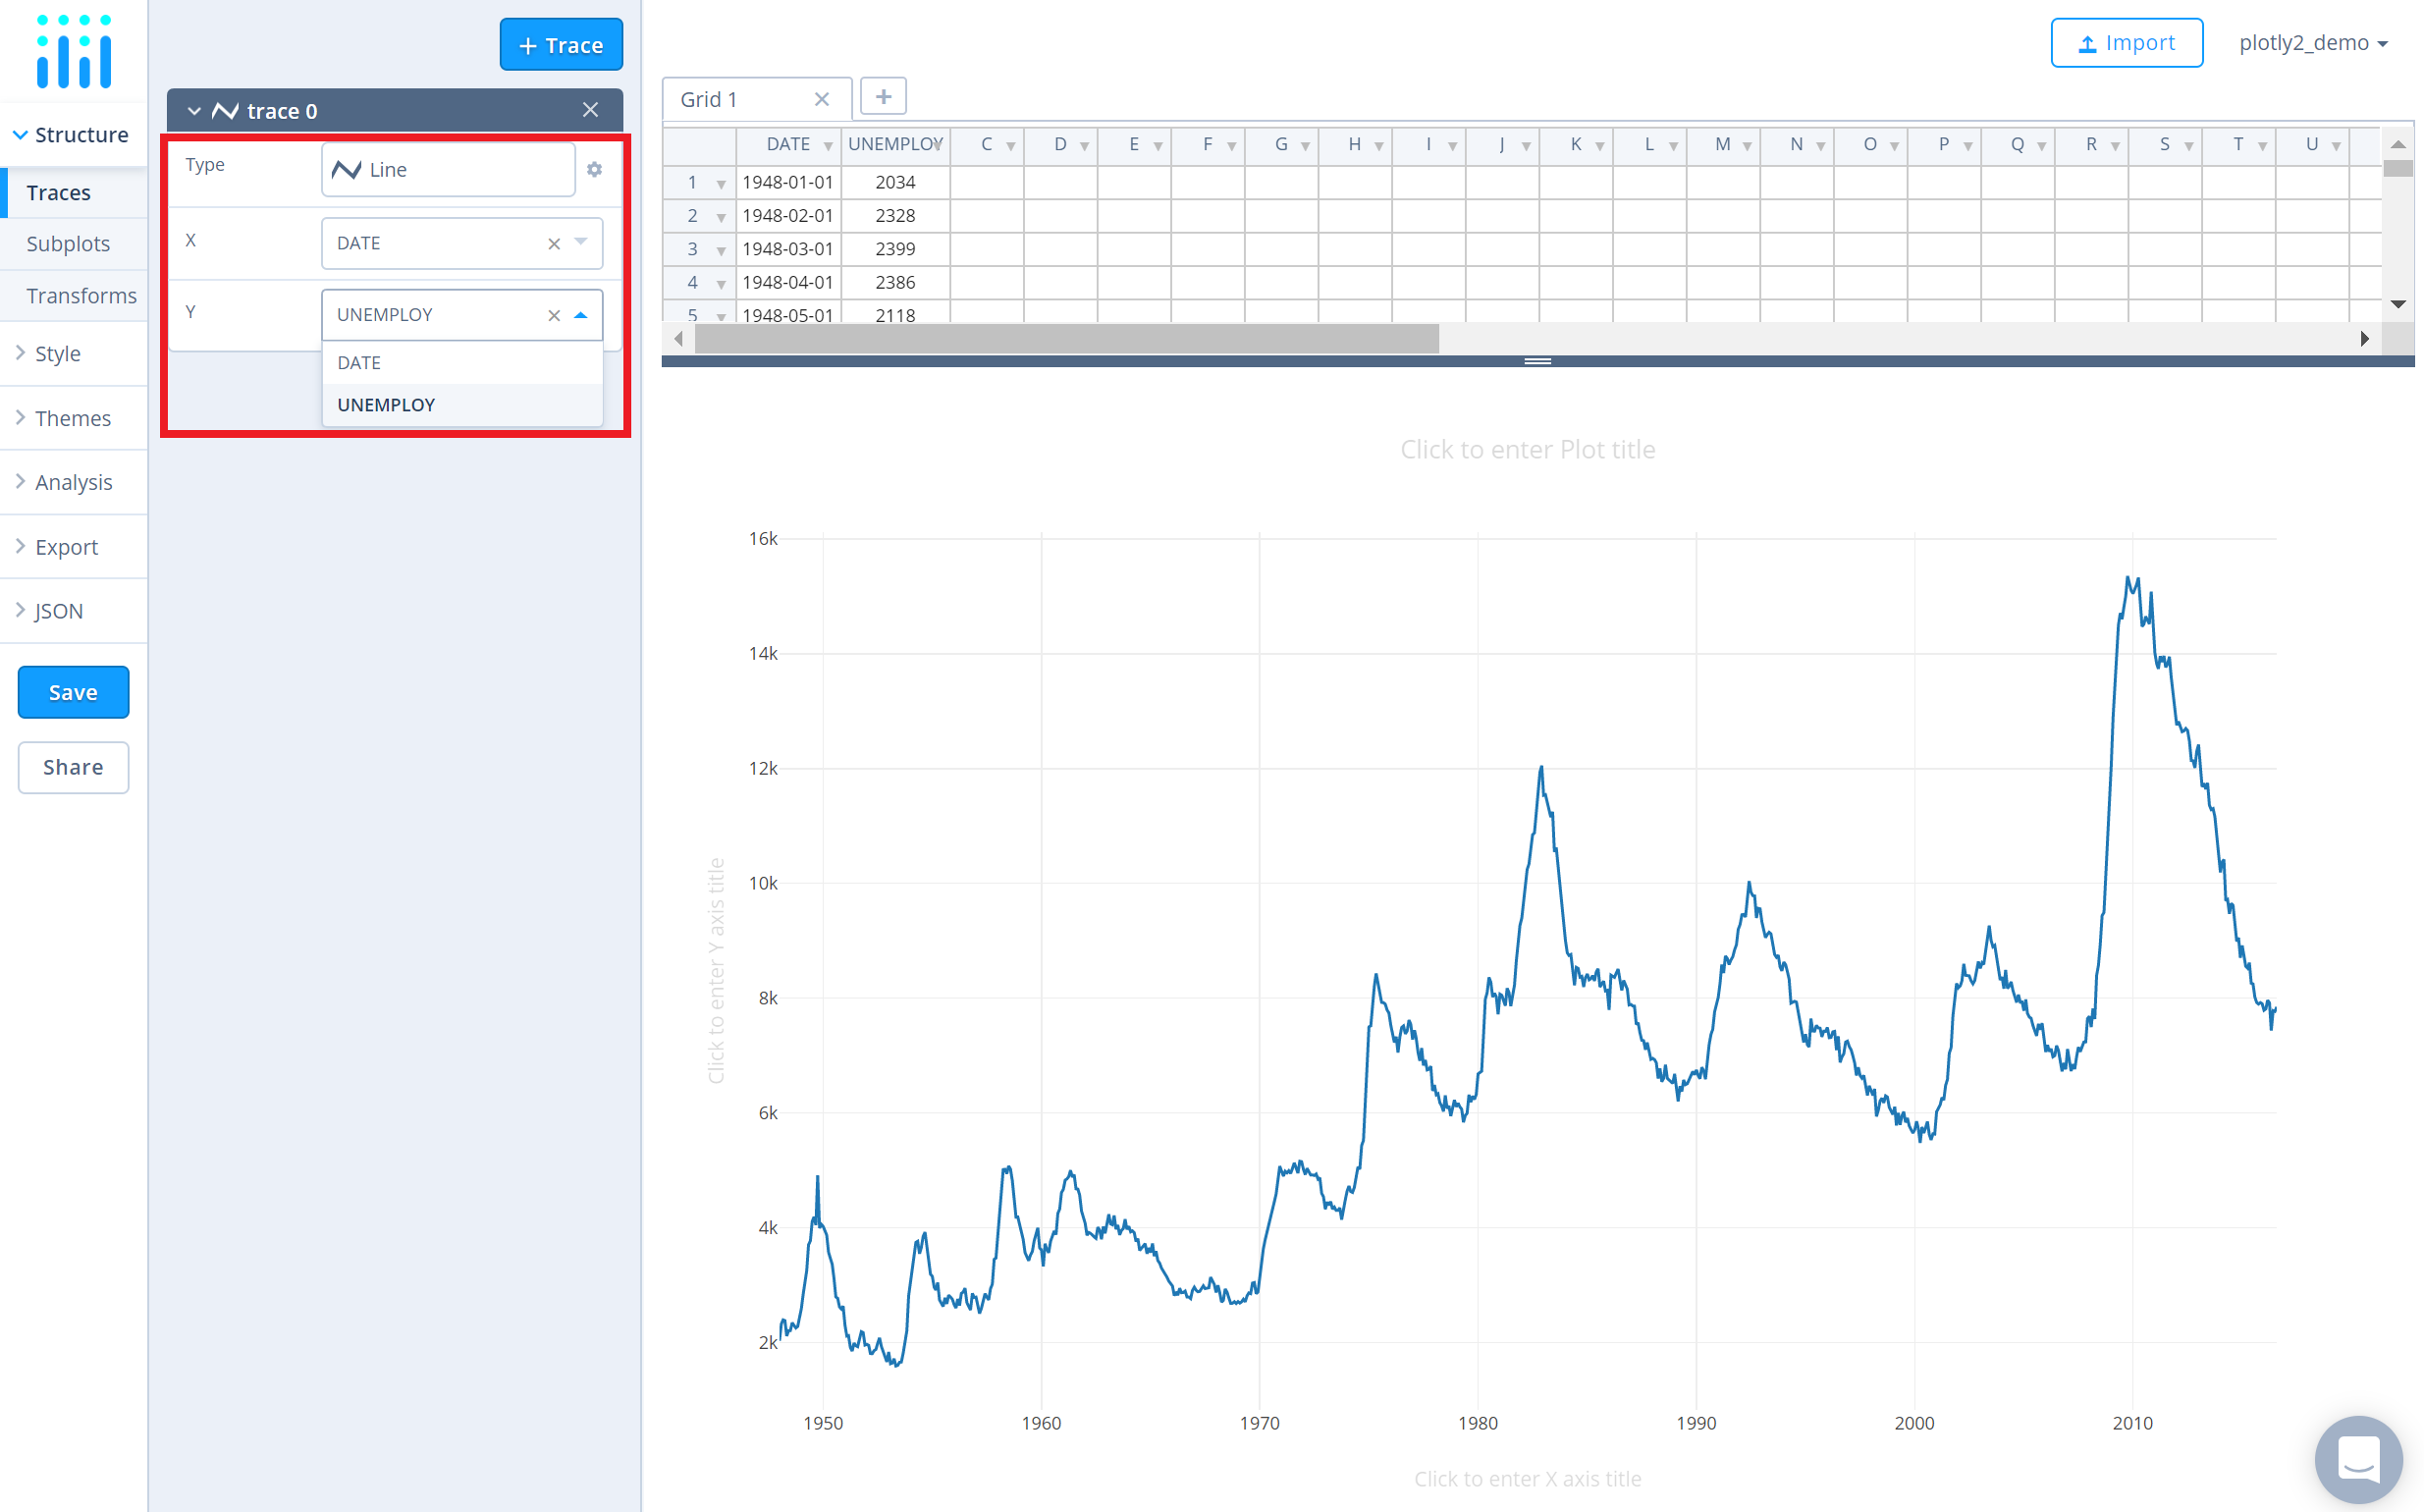 + Trace
Import
plotly2_demo
Grid 1
trace 0
Structure
DATE UNEMPLOY C D E F G H I J K L M N O P Q R S T U
Type
Line
1 1948-01-01 2034
Traces
2 1948-02-01 2328
X
DATE
Subplots
3 1948-03-01 2399
4 1948-04-01 2386
Transforms
Y
UNEMPLOY
5 1948-05-01 2118
Style
DATE
UNEMPLOY
Themes
Click to enter Plot title
Analysis
Export
JSON
Save
Share
16k
14k
12k
10k
8k
6k
4k
2k
Click to enter Y axis title
1950 1960 1970 1980 1990 2000 2010
Click to enter X axis title